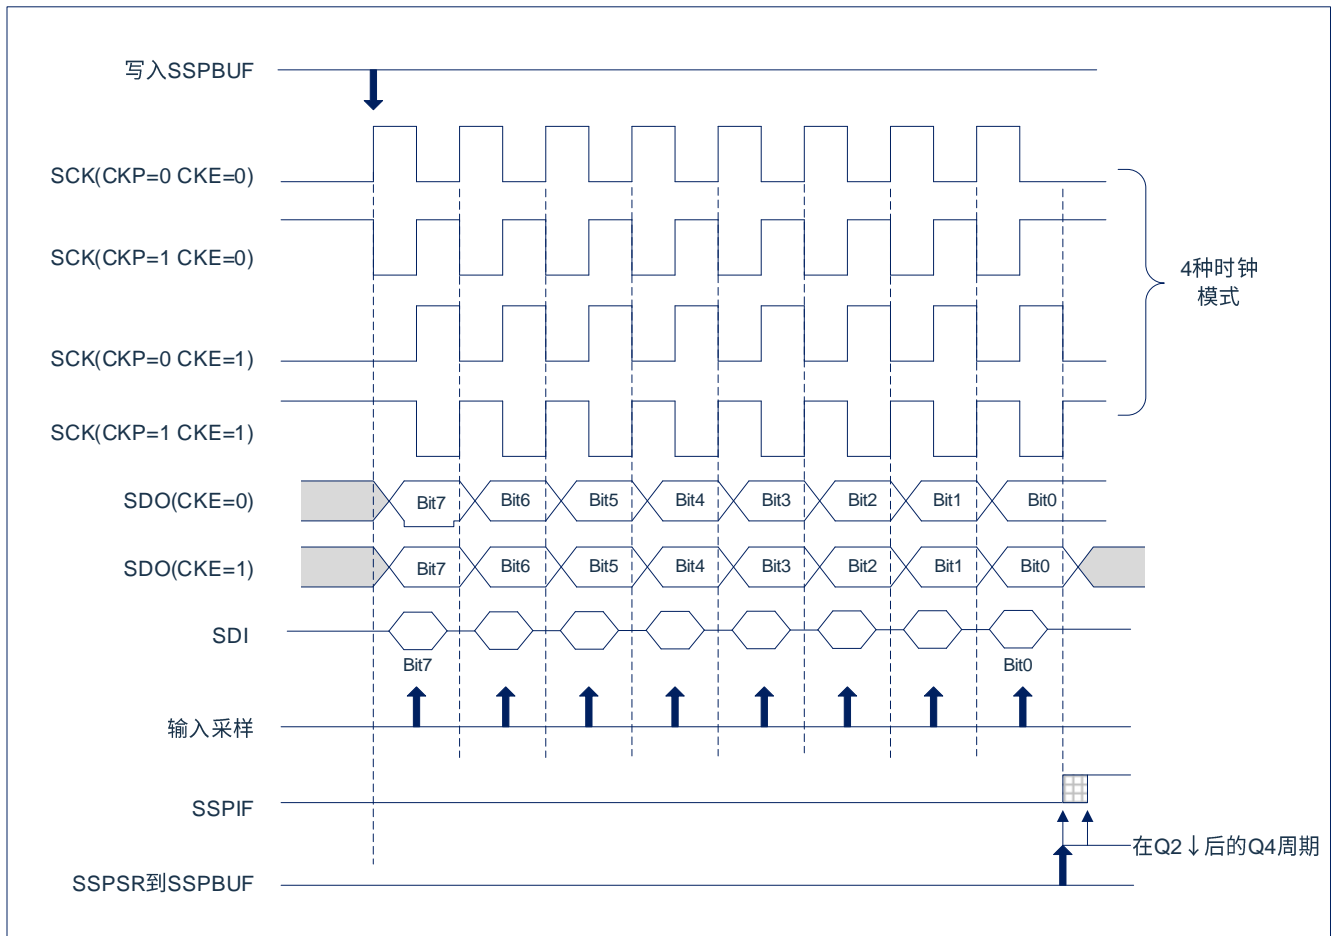 写入SSPBUF
SCK(CKP=0 CKE=0)
SCK(CKP=1 CKE=0)
4种时钟
模式
SCK(CKP=0 CKE=1)
SCK(CKP=1 CKE=1)
SDO(CKE=0) Bit7 Bit6 Bit5 Bit4 Bit3 Bit2 Bit1 Bit0
SDO(CKE=1) Bit7 Bit6 Bit5 Bit4 Bit3 Bit2 Bit1 Bit0
SDI
Bit7 Bit0
输入采样
SSPIF
在Q2↓后的Q4周期
SSPSR到SSPBUF